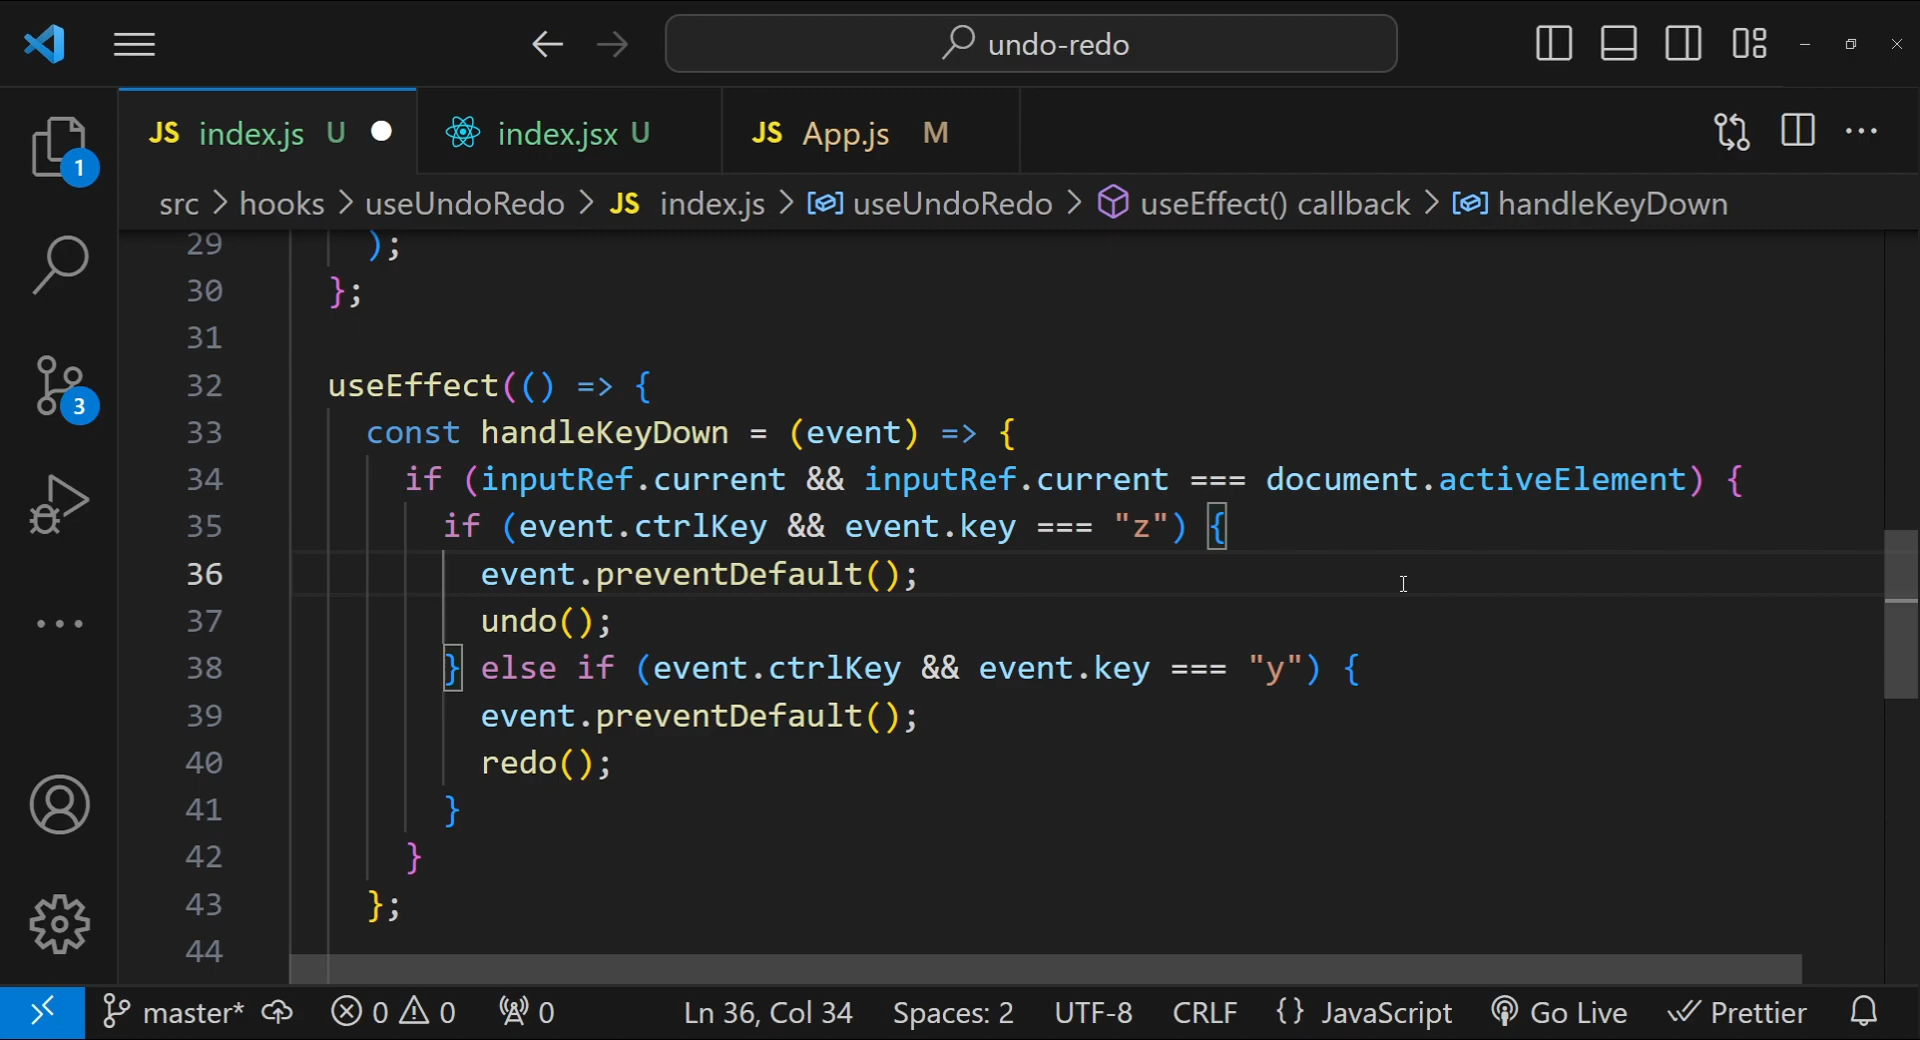 undo-redo
JS index.js U
index.jsx U
JS App.js M
src > hooks > useUndoRedo > JS index.js > useUndoRedo > useEffect() callback > handleKeyDown
1
3
29 );
30 };
31
32 useEffect(() => {
33 const handleKeyDown = (event) => {
34 if (inputRef.current && inputRef.current === document.activeElement) {
35 if (event.ctrlKey && event.key === "z") {
36 event.preventDefault();
37 undo();
38 } else if (event.ctrlKey && event.key === "y") {
39 event.preventDefault();
40 redo();
41 }
42 }
43 };
44
master* 0 0 0 Ln 36, Col 34 Spaces: 2 UTF-8 CRLF {} JavaScript Go Live Prettier